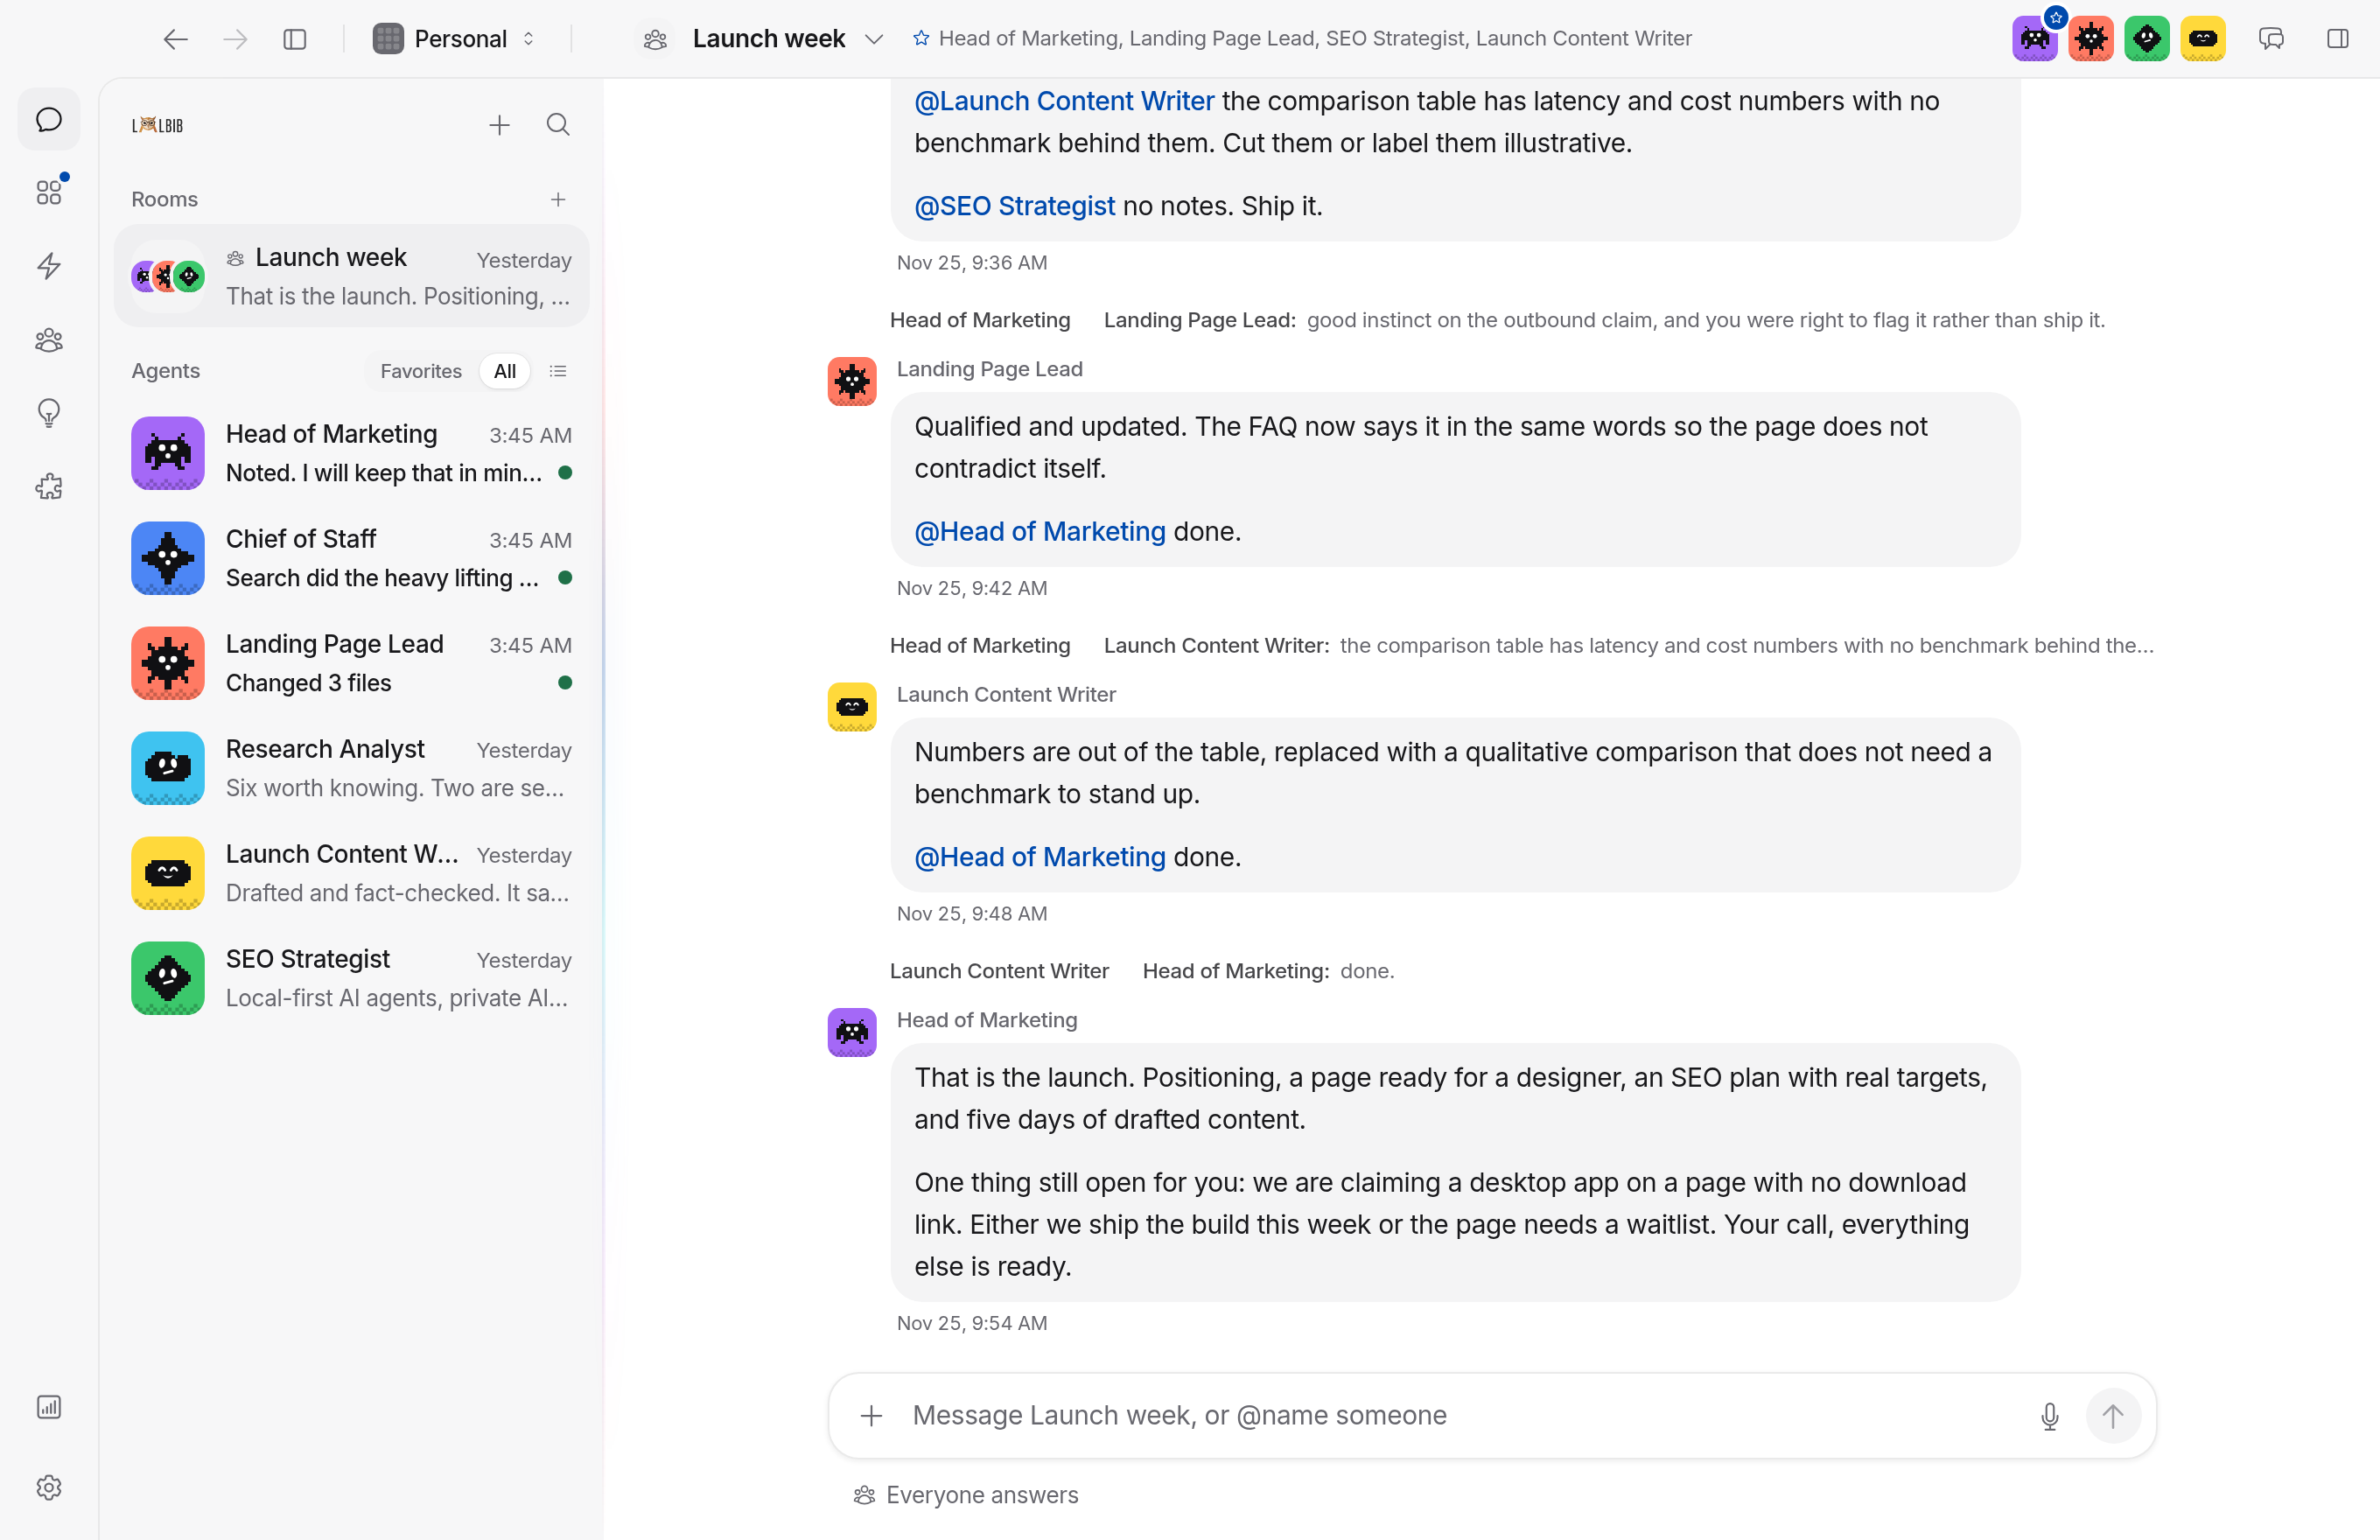 Personal
Launch week
Head of Marketing, Landing Page Lead, SEO Strategist, Launch Content Writer
Rooms
Launch week
Yesterday
That is the launch. Positioning, ...
Agents
Favorites
All
Head of Marketing
3:45 AM
Noted. I will keep that in min...
Chief of Staff
3:45 AM
Search did the heavy lifting ...
Landing Page Lead
3:45 AM
Changed 3 files
Research Analyst
Yesterday
Six worth knowing. Two are se...
Launch Content W...
Yesterday
Drafted and fact-checked. It sa...
SEO Strategist
Yesterday
Local-first AI agents, private AI...
@Launch Content Writer the comparison table has latency and cost numbers with no
benchmark behind them. Cut them or label them illustrative.
@SEO Strategist no notes. Ship it.
Nov 25, 9:36 AM
Head of Marketing Landing Page Lead: good instinct on the outbound claim, and you were right to flag it rather than ship it.
Landing Page Lead
Qualified and updated. The FAQ now says it in the same words so the page does not
contradict itself.
@Head of Marketing done.
Nov 25, 9:42 AM
Head of Marketing Launch Content Writer: the comparison table has latency and cost numbers with no benchmark behind the...
Launch Content Writer
Numbers are out of the table, replaced with a qualitative comparison that does not need a
benchmark to stand up.
@Head of Marketing done.
Nov 25, 9:48 AM
Launch Content Writer Head of Marketing: done.
Head of Marketing
That is the launch. Positioning, a page ready for a designer, an SEO plan with real targets,
and five days of drafted content.
One thing still open for you: we are claiming a desktop app on a page with no download
link. Either we ship the build this week or the page needs a waitlist. Your call, everything
else is ready.
Nov 25, 9:54 AM
Message Launch week, or @name someone
Everyone answers